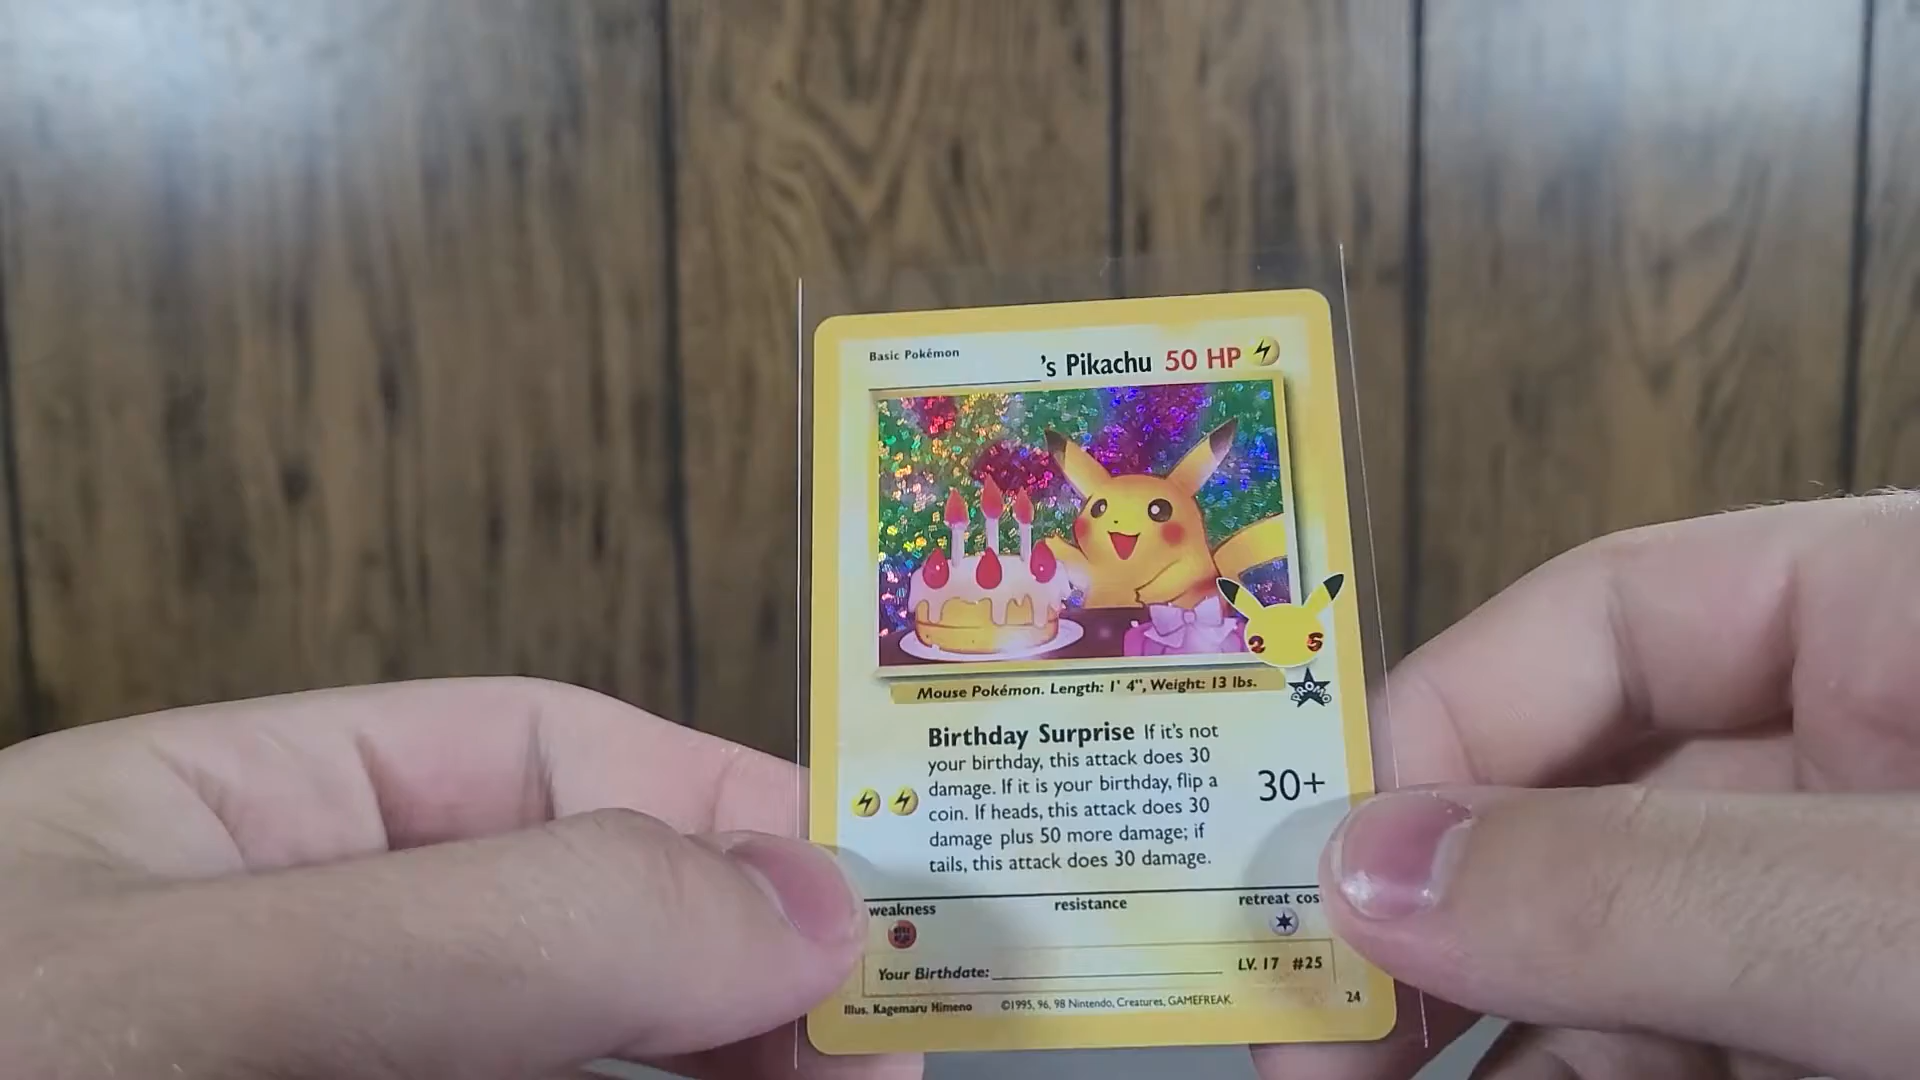 Basic Pokémon
's Pikachu 50 HP
2 5
PROMO
Mouse Pokémon. Length: 1' 4", Weight: 13 lbs.
Birthday Surprise If it's not
your birthday, this attack does 30
damage. If it is your birthday, flip a
coin. If heads, this attack does 30
damage plus 50 more damage; if
tails, this attack does 30 damage.
30+
weakness resistance retreat cos
Your Birthdate: LV. 17 #25
Illus. Kagemaru Himeno ©1995, 96, 98 Nintendo, Creatures, GAMEFREAK. 24